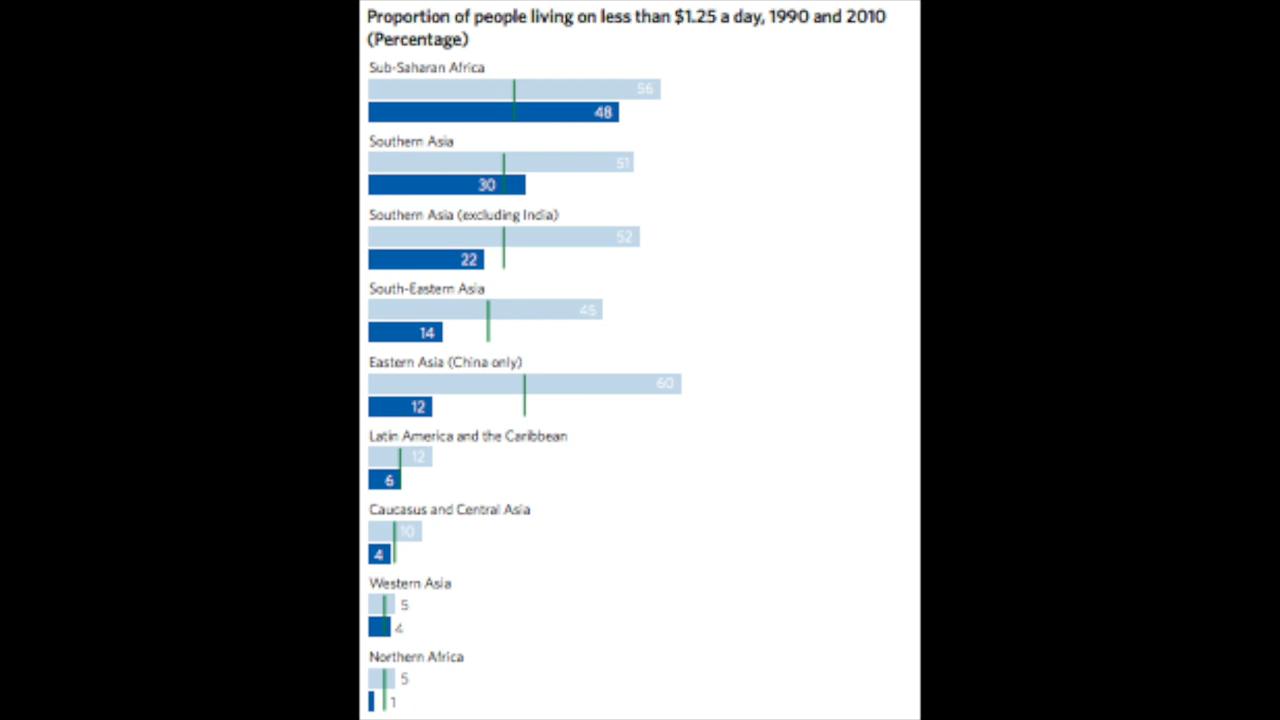 Proportion of people living on less than $1.25 a day, 1990 and 2010
(Percentage)
Sub-Saharan Africa
56
48
Southern Asia
51
30
Southern Asia (excluding India)
52
22
South-Eastern Asia
45
14
Eastern Asia (China only)
60
12
Latin America and the Caribbean
12
6
Caucasus and Central Asia
10
4
Western Asia
5
4
Northern Africa
5
1